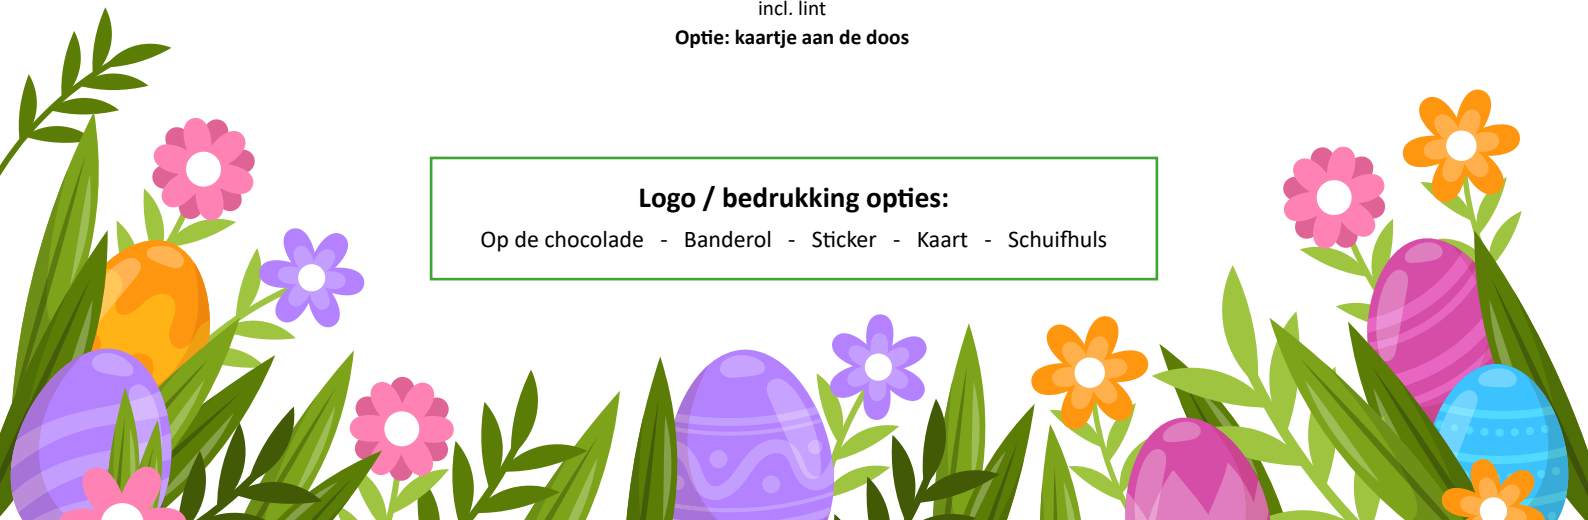 incl. lint
Optie: kaartje aan de doos
Logo / bedrukking opties:
Op de chocolade - Banderol - Sticker - Kaart - Schuifhuls